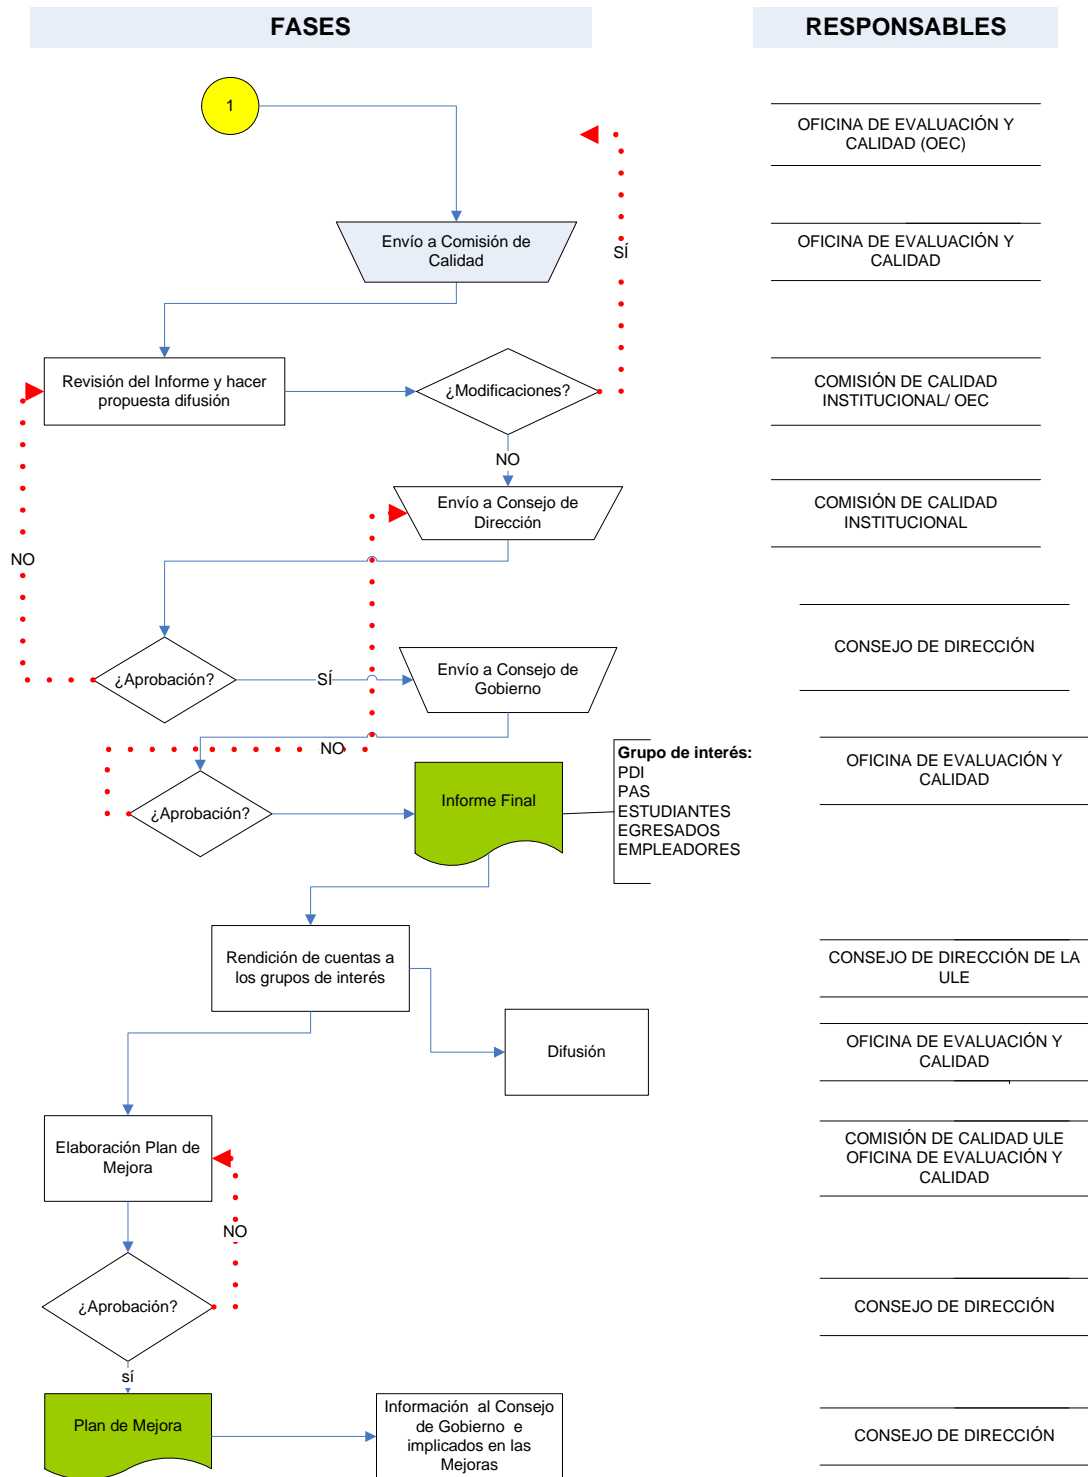 FASES
RESPONSABLES
1
OFICINA DE EVALUACIÓN Y
CALIDAD (OEC)
Envío a Comisión de
Calidad
SÍ
OFICINA DE EVALUACIÓN Y
CALIDAD
Revisión del Informe y hacer
propuesta difusión
¿Modificaciones?
COMISIÓN DE CALIDAD
INSTITUCIONAL/ OEC
NO
Envío a Consejo de
Dirección
COMISIÓN DE CALIDAD
INSTITUCIONAL
NO
¿Aprobación?
SÍ
Envío a Consejo de
Gobierno
CONSEJO DE DIRECCIÓN
NO
¿Aprobación?
Informe Final
Grupo de interés:
PDI
PAS
ESTUDIANTES
EGRESADOS
EMPLEADORES
OFICINA DE EVALUACIÓN Y
CALIDAD
Rendición de cuentas a
los grupos de interés
CONSEJO DE DIRECCIÓN DE LA
ULE
Difusión
OFICINA DE EVALUACIÓN Y
CALIDAD
Elaboración Plan de
Mejora
COMISIÓN DE CALIDAD ULE
OFICINA DE EVALUACIÓN Y
CALIDAD
NO
¿Aprobación?
CONSEJO DE DIRECCIÓN
sí
Plan de Mejora
Información al Consejo
de Gobierno e
implicados en las
Mejoras
CONSEJO DE DIRECCIÓN